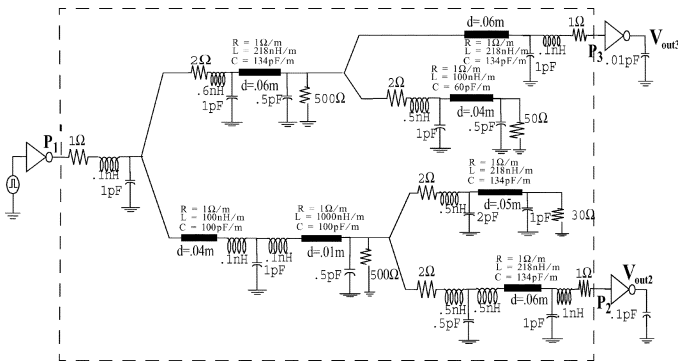 d=.06m
1Ω
R = 1Ω/m
L = 218nH/m
C = 134pF/m
R = 1Ω/m
L = 218nH/m
C = 134pF/m
.1nH
P3
Vout3
.01pF
2Ω
.6nH
d=.06m
1pF
.5pF
500Ω
1pF
R = 1Ω/m
L = 100nH/m
C = 60pF/m
2Ω
.5nH
d=.04m
1pF
.5pF
50Ω
P1
1Ω
.1nH
1pF
R = 1Ω/m
L = 218nH/m
C = 134pF/m
2Ω
.5nH
d=.05m
2pF
1pF
30Ω
R = 1Ω/m
L = 100nH/m
C = 100pF/m
R = 1Ω/m
L = 1000nH/m
C = 100pF/m
d=.04m
.1nH
.1nH
1pF
d=.01m
.5pF
500Ω
R = 1Ω/m
L = 218nH/m
C = 134pF/m
2Ω
.5nH
.5nH
.5pF
d=.06m
1pF
.1nH
1Ω
P2
Vout2
.1pF